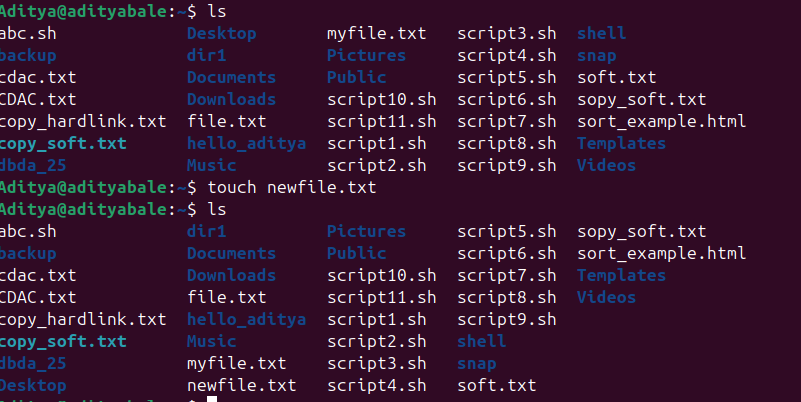 Aditya@adityabale:~$ ls
abc.sh Desktop myfile.txt script3.sh shell
backup dir1 Pictures script4.sh snap
cdac.txt Documents Public script5.sh soft.txt
CDAC.txt Downloads script10.sh script6.sh sopy_soft.txt
copy_hardlink.txt file.txt script11.sh script7.sh sort_example.html
copy_soft.txt hello_aditya script1.sh script8.sh Templates
dbda_25 Music script2.sh script9.sh Videos
Aditya@adityabale:~$ touch newfile.txt
Aditya@adityabale:~$ ls
abc.sh dir1 Pictures script5.sh sopy_soft.txt
backup Documents Public script6.sh sort_example.html
cdac.txt Downloads script10.sh script7.sh Templates
CDAC.txt file.txt script11.sh script8.sh Videos
copy_hardlink.txt hello_aditya script1.sh script9.sh
copy_soft.txt Music script2.sh shell
dbda_25 myfile.txt script3.sh snap
Desktop newfile.txt script4.sh soft.txt
Aditya@adityabale:~$